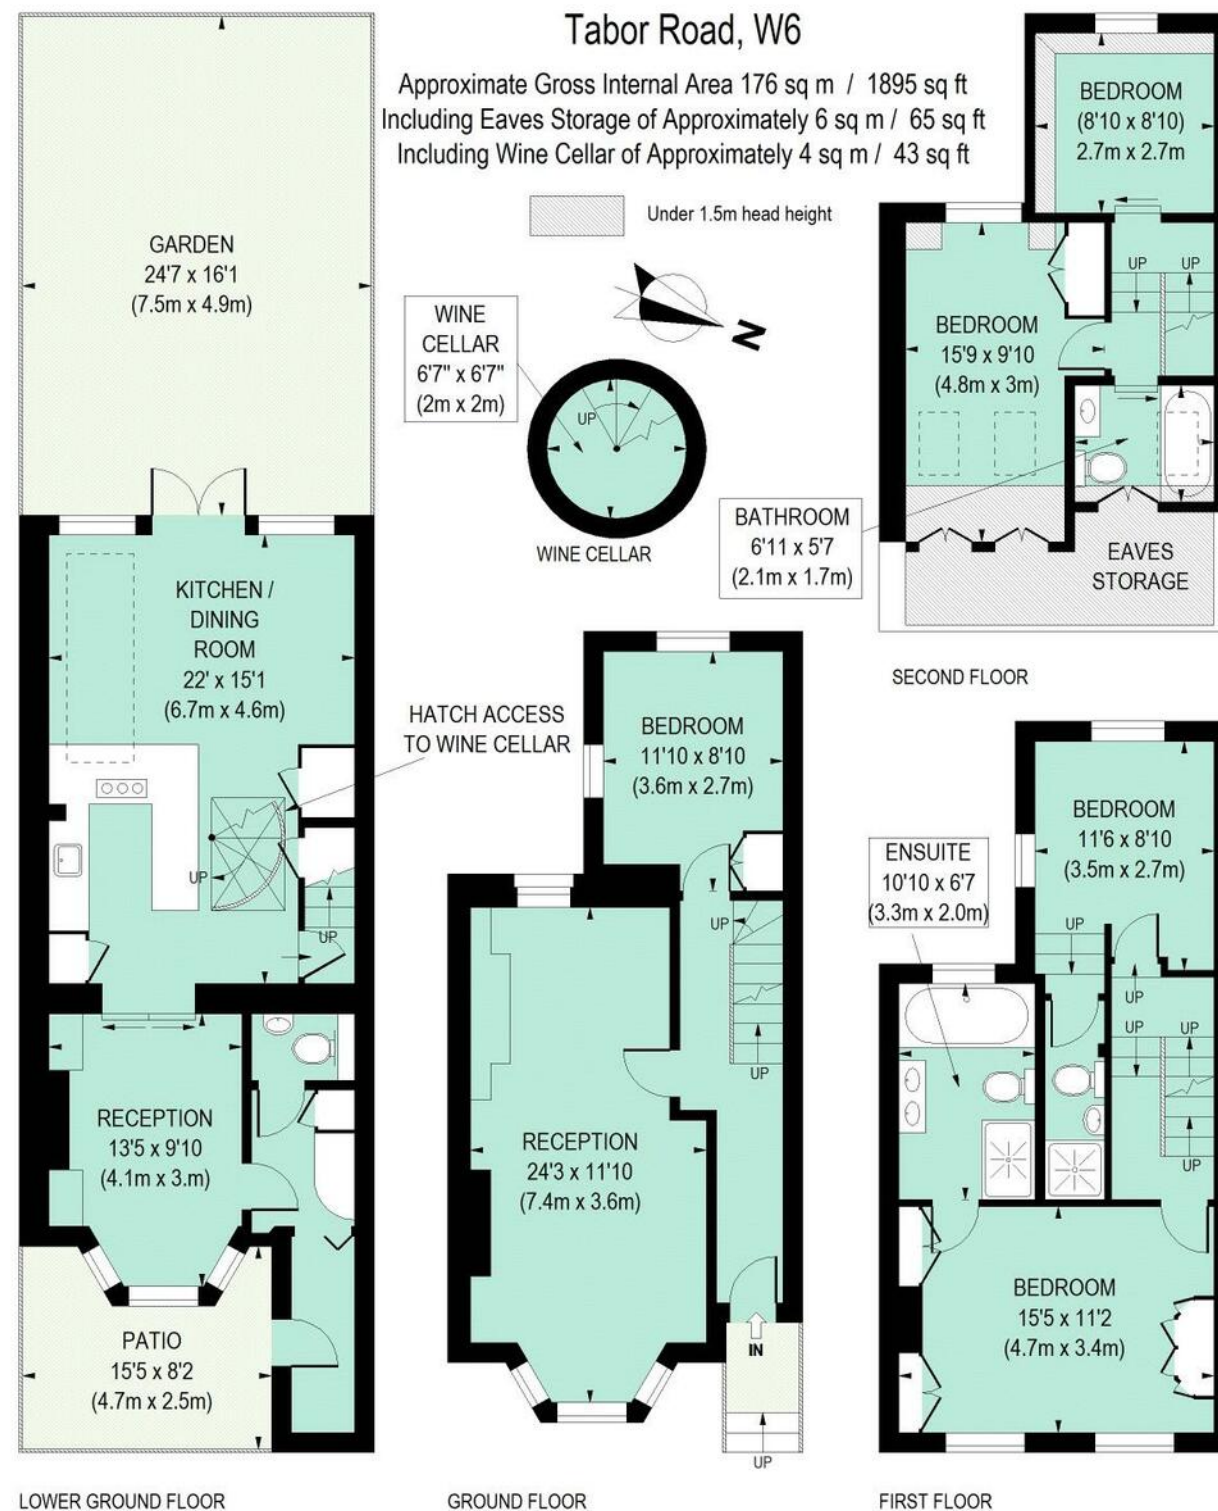 Tabor Road, W6
Approximate Gross Internal Area 176 sq m / 1895 sq ft
Including Eaves Storage of Approximately 6 sq m / 65 sq ft
Including Wine Cellar of Approximately 4 sq m / 43 sq ft
Under 1.5m head height
N
GARDEN
24'7 x 16'1
(7.5m x 4.9m)
KITCHEN /
DINING
ROOM
22' x 15'1
(6.7m x 4.6m)
HATCH ACCESS
TO WINE CELLAR
UP
UP
RECEPTION
13'5 x 9'10
(4.1m x 3.m)
PATIO
15'5 x 8'2
(4.7m x 2.5m)
LOWER GROUND FLOOR
WINE
CELLAR
6'7" x 6'7"
(2m x 2m)
UP
WINE CELLAR
BEDROOM
11'10 x 8'10
(3.6m x 2.7m)
UP
UP
RECEPTION
24'3 x 11'10
(7.4m x 3.6m)
IN
UP
GROUND FLOOR
BEDROOM
(8'10 x 8'10)
2.7m x 2.7m
UP
UP
BEDROOM
15'9 x 9'10
(4.8m x 3m)
BATHROOM
6'11 x 5'7
(2.1m x 1.7m)
EAVES
STORAGE
SECOND FLOOR
BEDROOM
11'6 x 8'10
(3.5m x 2.7m)
ENSUITE
10'10 x 6'7
(3.3m x 2.0m)
UP
UP
UP
UP
UP
BEDROOM
15'5 x 11'2
(4.7m x 3.4m)
FIRST FLOOR